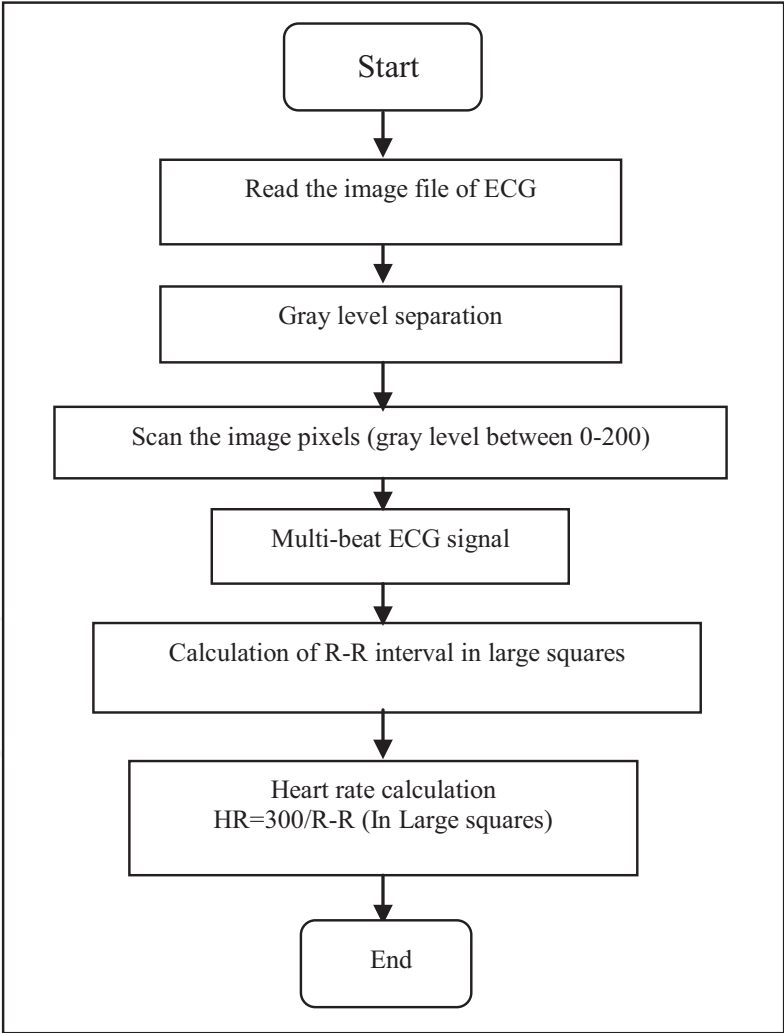 Start
Read the image file of ECG
Gray level separation
Scan the image pixels (gray level between 0-200)
Multi-beat ECG signal
Calculation of R-R interval in large squares
Heart rate calculation
HR=300/R-R (In Large squares)
End